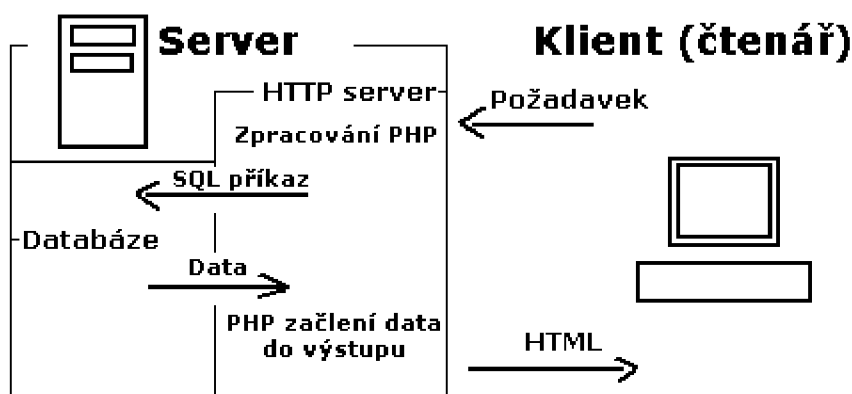 Server
Klient (čtenář)
HTTP server
Požadavek
Zpracování PHP
SQL příkaz
Databáze
Data
PHP začlení data
do výstupu
HTML